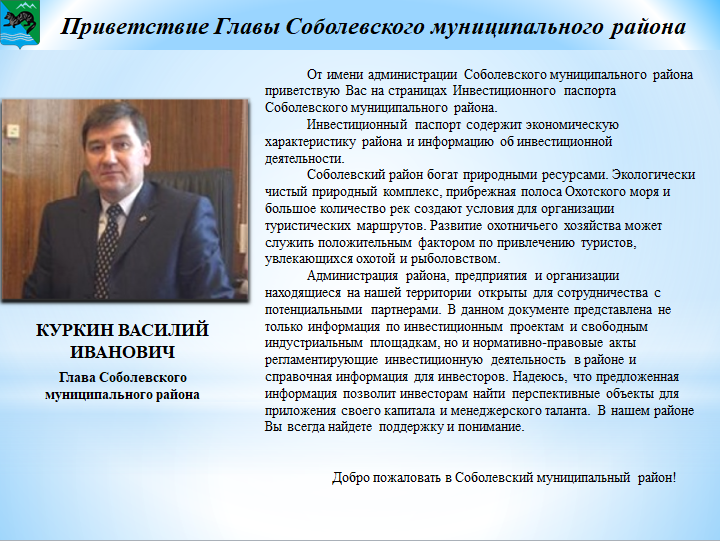 Приветствие Главы Соболевского муниципального района
От имени администрации Соболевского муниципального района
приветствую Вас на страницах Инвестиционного паспорта
Соболевского муниципального района.
Инвестиционный паспорт содержит экономическую
характеристику района и информацию об инвестиционной
деятельности.
Соболевский район богат природными ресурсами. Экологически
чистый природный комплекс, прибрежная полоса Охотского моря и
большое количество рек создают условия для организации
туристических маршрутов. Развитие охотничьего хозяйства может
служить положительным фактором по привлечению туристов,
увлекающихся охотой и рыболовством.
Администрация района, предприятия и организации
находящиеся на нашей территории открыты для сотрудничества с
потенциальными партнерами. В данном документе представлена не
только информация по инвестиционным проектам и свободным
индустриальным площадкам, но и нормативно-правовые акты
регламентирующие инвестиционную деятельность в районе и
справочная информация для инвесторов. Надеюсь, что предложенная
информация позволит инвесторам найти перспективные объекты для
приложения своего капитала и менеджерского таланта. В нашем районе
Вы всегда найдете поддержку и понимание.
Добро пожаловать в Соболевский муниципальный район!
КУРКИН ВАСИЛИЙ
ИВАНОВИЧ
Глава Соболевского
муниципального района